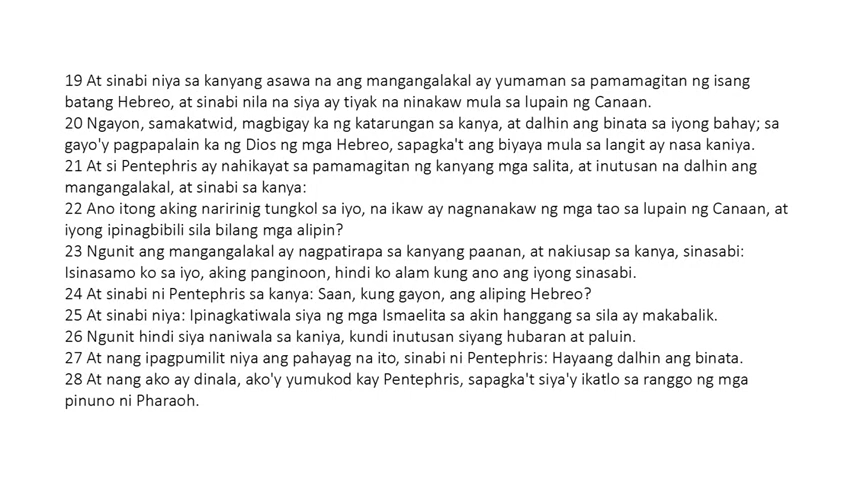 19 At sinabi niya sa kanyang asawa na ang mangangalakal ay yumaman sa pamamagitan ng isang
batang Hebreo, at sinabi nila na siya ay tiyak na ninakaw mula sa lupain ng Canaan.
20 Ngayon, samakatwid, magbigay ka ng katarungan sa kanya, at dalhin ang binata sa iyong bahay; sa
gayo'y pagpapalain ka ng Dios ng mga Hebreo, sapagka't ang biyaya mula sa langit ay nasa kaniya.
21 At si Pentephris ay nahikayat sa pamamagitan ng kanyang mga salita, at inutusan na dalhin ang
mangangalakal, at sinabi sa kanya:
22 Ano itong aking naririnig tungkol sa iyo, na ikaw ay nagnanakaw ng mga tao sa lupain ng Canaan, at
iyong ipinagbibili sila bilang mga alipin?
23 Ngunit ang mangangalakal ay nagpatirapa sa kanyang paanan, at nakiusap sa kanya, sinasabi:
Isinasamo ko sa iyo, aking panginoon, hindi ko alam kung ano ang iyong sinasabi.
24 At sinabi ni Pentephris sa kanya: Saan, kung gayon, ang aliping Hebreo?
25 At sinabi niya: Ipinagkatiwala siya ng mga Ismaelita sa akin hanggang sa sila ay makabalik.
26 Ngunit hindi siya naniwala sa kaniya, kundi inutusan siyang hubaran at paluin.
27 At nang ipagpumilit niya ang pahayag na ito, sinabi ni Pentephris: Hayaang dalhin ang binata.
28 At nang ako ay dinala, ako'y yumukod kay Pentephris, sapagka't siya'y ikatlo sa ranggo ng mga
pinuno ni Pharaoh.